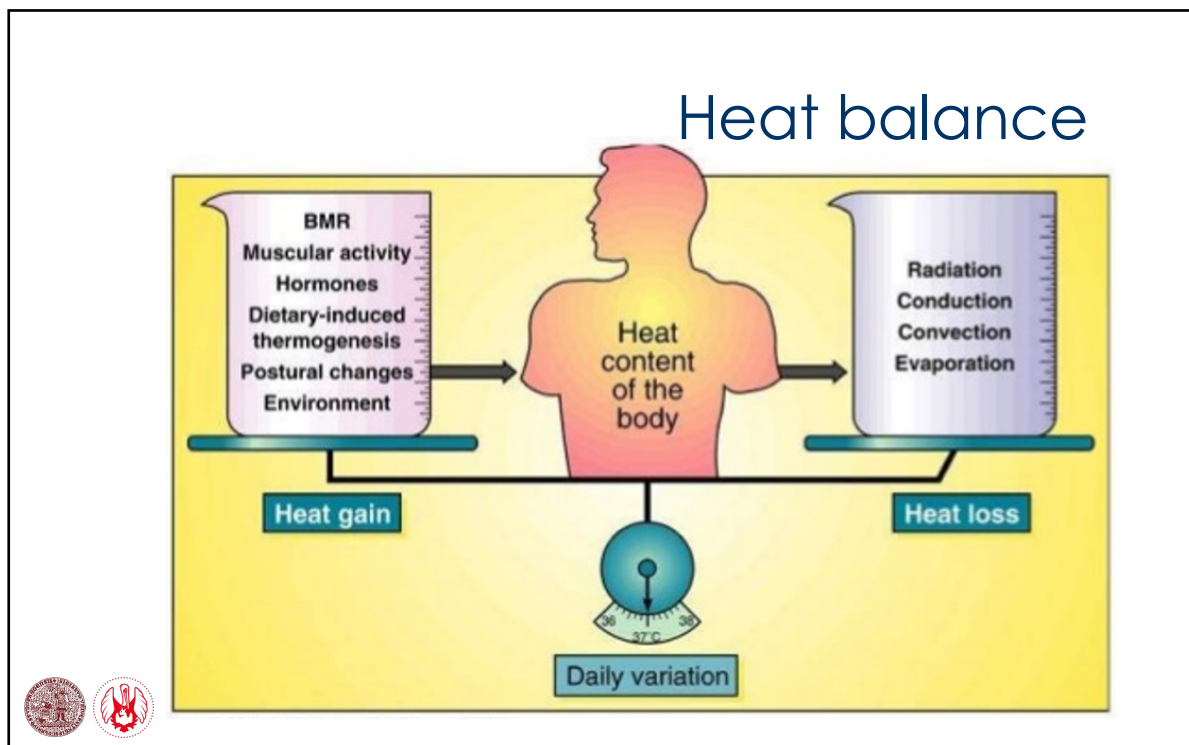 Heat balance
BMR
Muscular activity
Hormones
Dietary-induced
thermogenesis
Postural changes
Environment
Heat
content
of the
body
Radiation
Conduction
Convection
Evaporation
Heat gain
Heat loss
36
37°C
38
Daily variation